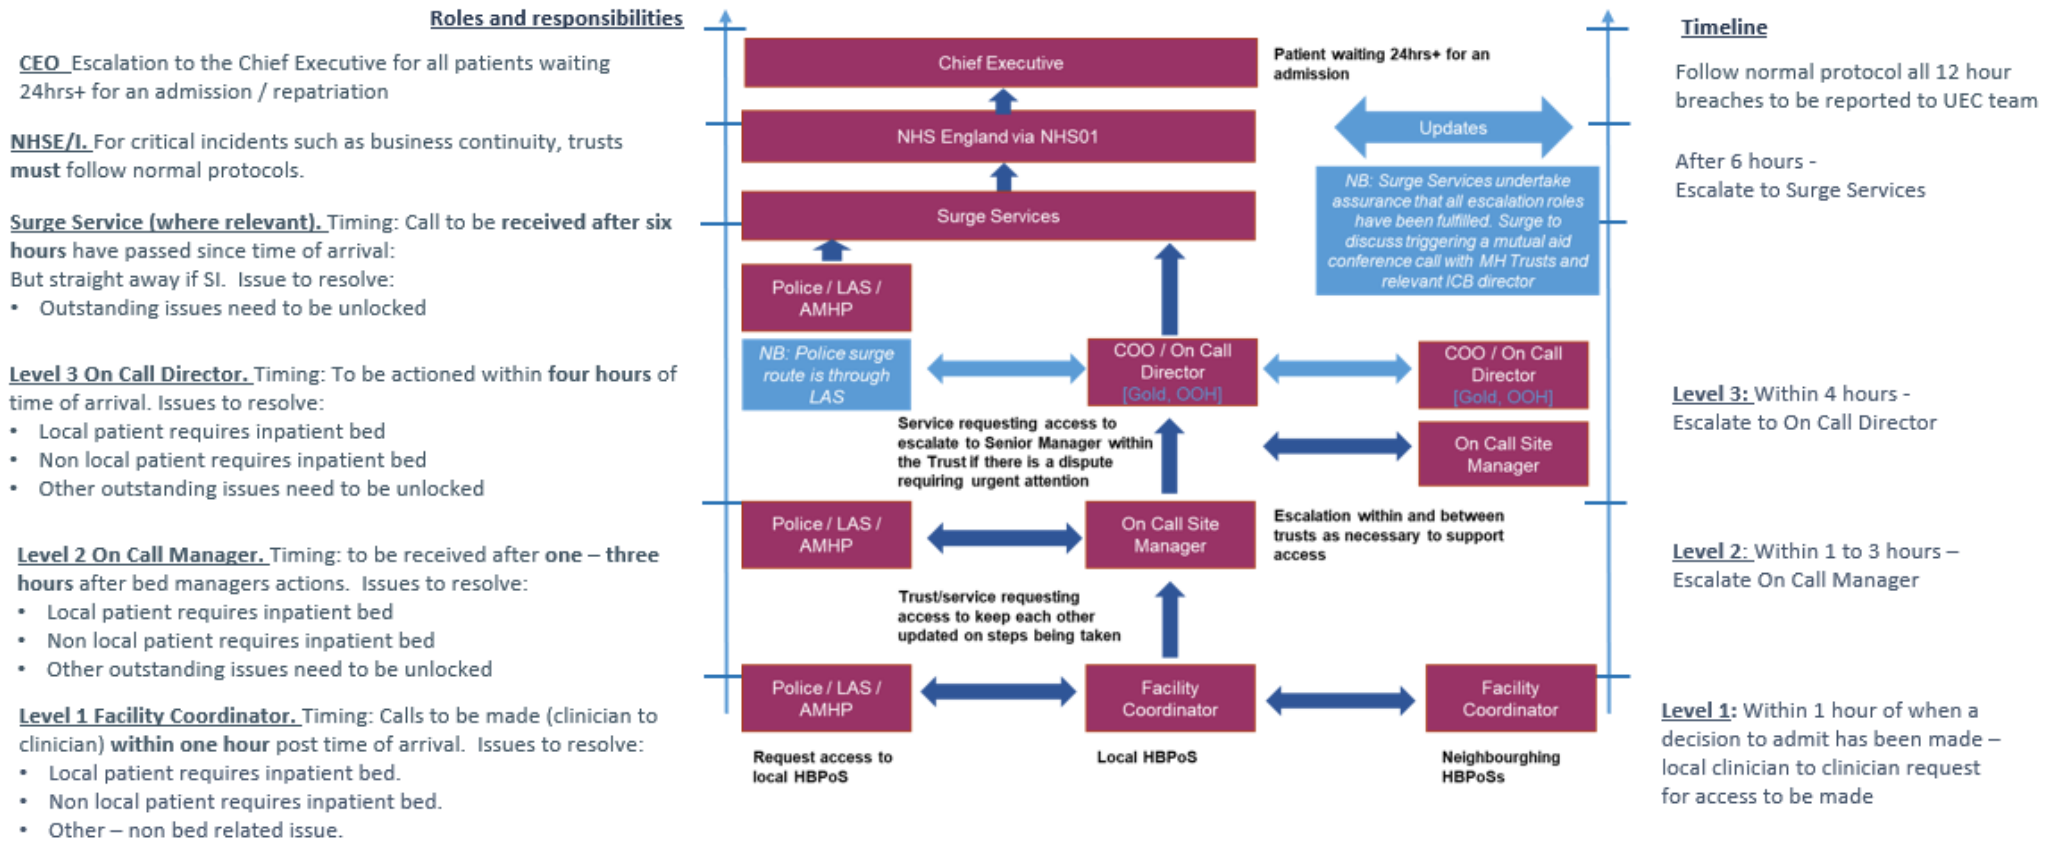 Roles and responsibilities
CEO  Escalation to the Chief Executive for all patients waiting
24hrs+ for an admission / repatriation
NHSE/I. For critical incidents such as business continuity, trusts
must follow normal protocols.
Surge Service (where relevant). Timing: Call to be received after six
hours have passed since time of arrival:
But straight away if SI.  Issue to resolve:
• Outstanding issues need to be unlocked
Level 3 On Call Director. Timing: To be actioned within four hours of
time of arrival. Issues to resolve:
• Local patient requires inpatient bed
• Non local patient requires inpatient bed
• Other outstanding issues need to be unlocked
Level 2 On Call Manager. Timing: to be received after one – three
hours after bed managers actions.  Issues to resolve:
• Local patient requires inpatient bed
• Non local patient requires inpatient bed
• Other outstanding issues need to be unlocked
Level 1 Facility Coordinator. Timing: Calls to be made (clinician to
clinician) within one hour post time of arrival.  Issues to resolve:
• Local patient requires inpatient bed.
• Non local patient requires inpatient bed.
• Other – non bed related issue.
Chief Executive
NHS England via NHS01
Surge Services
Police / LAS /
AMHP
NB: Police surge
route is through
LAS
COO / On Call
Director
[Gold, OOH]
COO / On Call
Director
[Gold, OOH]
On Call Site
Manager
Service requesting access to
escalate to Senior Manager within
the Trust if there is a dispute
requiring urgent attention
Police / LAS /
AMHP
On Call Site
Manager
Escalation within and between
trusts as necessary to support
access
Trust/service requesting
access to keep each other
updated on steps being taken
Police / LAS /
AMHP
Facility
Coordinator
Facility
Coordinator
Request access to
local HBPoS
Local HBPoS
Neighbourghing
HBPoSs
Patient waiting 24hrs+ for an
admission
Updates
NB: Surge Services undertake
assurance that all escalation roles
have been fulfilled. Surge to
discuss triggering a mutual aid
conference call with MH Trusts and
relevant ICB director
Timeline
Follow normal protocol all 12 hour
breaches to be reported to UEC team
After 6 hours -
Escalate to Surge Services
Level 3: Within 4 hours -
Escalate to On Call Director
Level 2: Within 1 to 3 hours –
Escalate On Call Manager
Level 1: Within 1 hour of when a
decision to admit has been made –
local clinician to clinician request
for access to be made